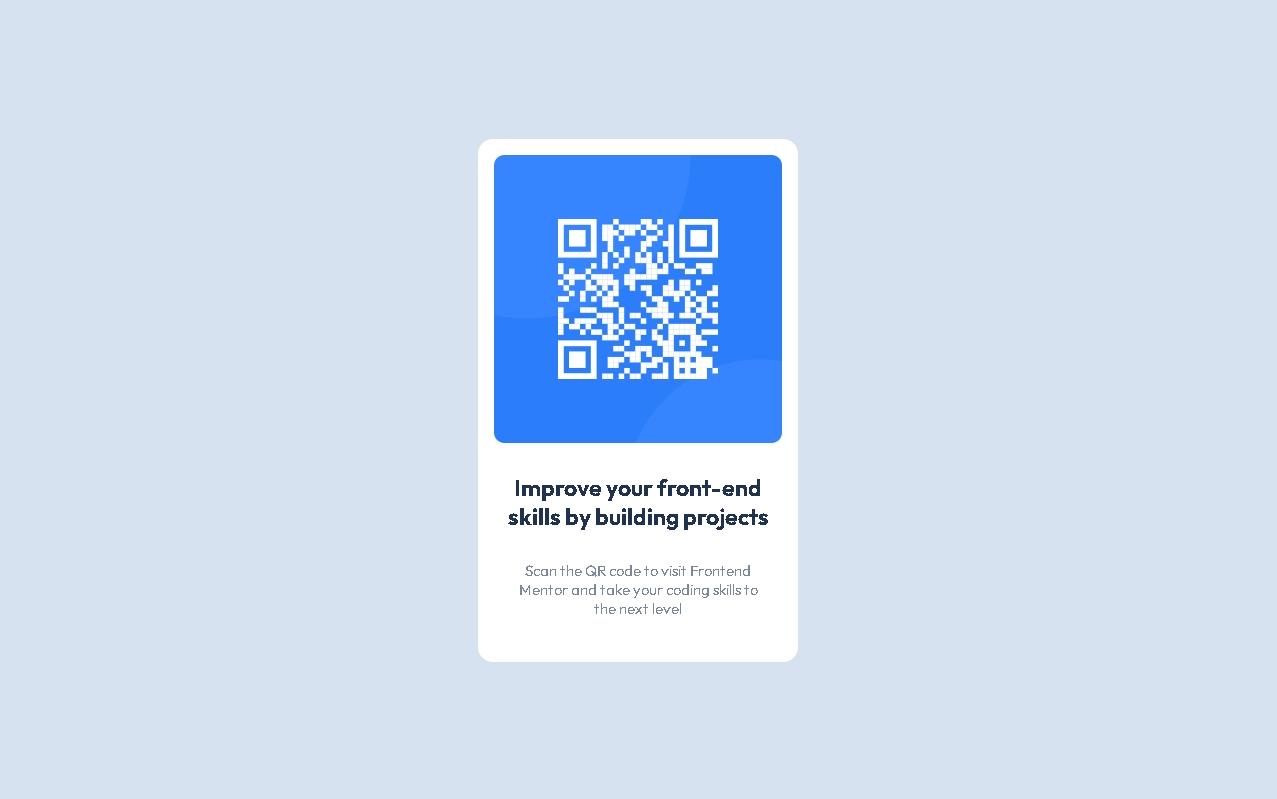 Improve your front-end
skills by building projects
Scan the QR code to visit Frontend
Mentor and take your coding skills to
the next level